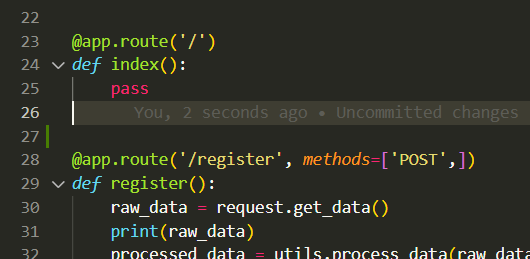 22
23 @app.route('/')
24 def index():
25 pass
26 You, 2 seconds ago • Uncommitted changes
27
28 @app.route('/register', methods=['POST',])
29 def register():
30 raw_data = request.get_data()
31 print(raw_data)
32 processed_data = utils.process_data(raw_data